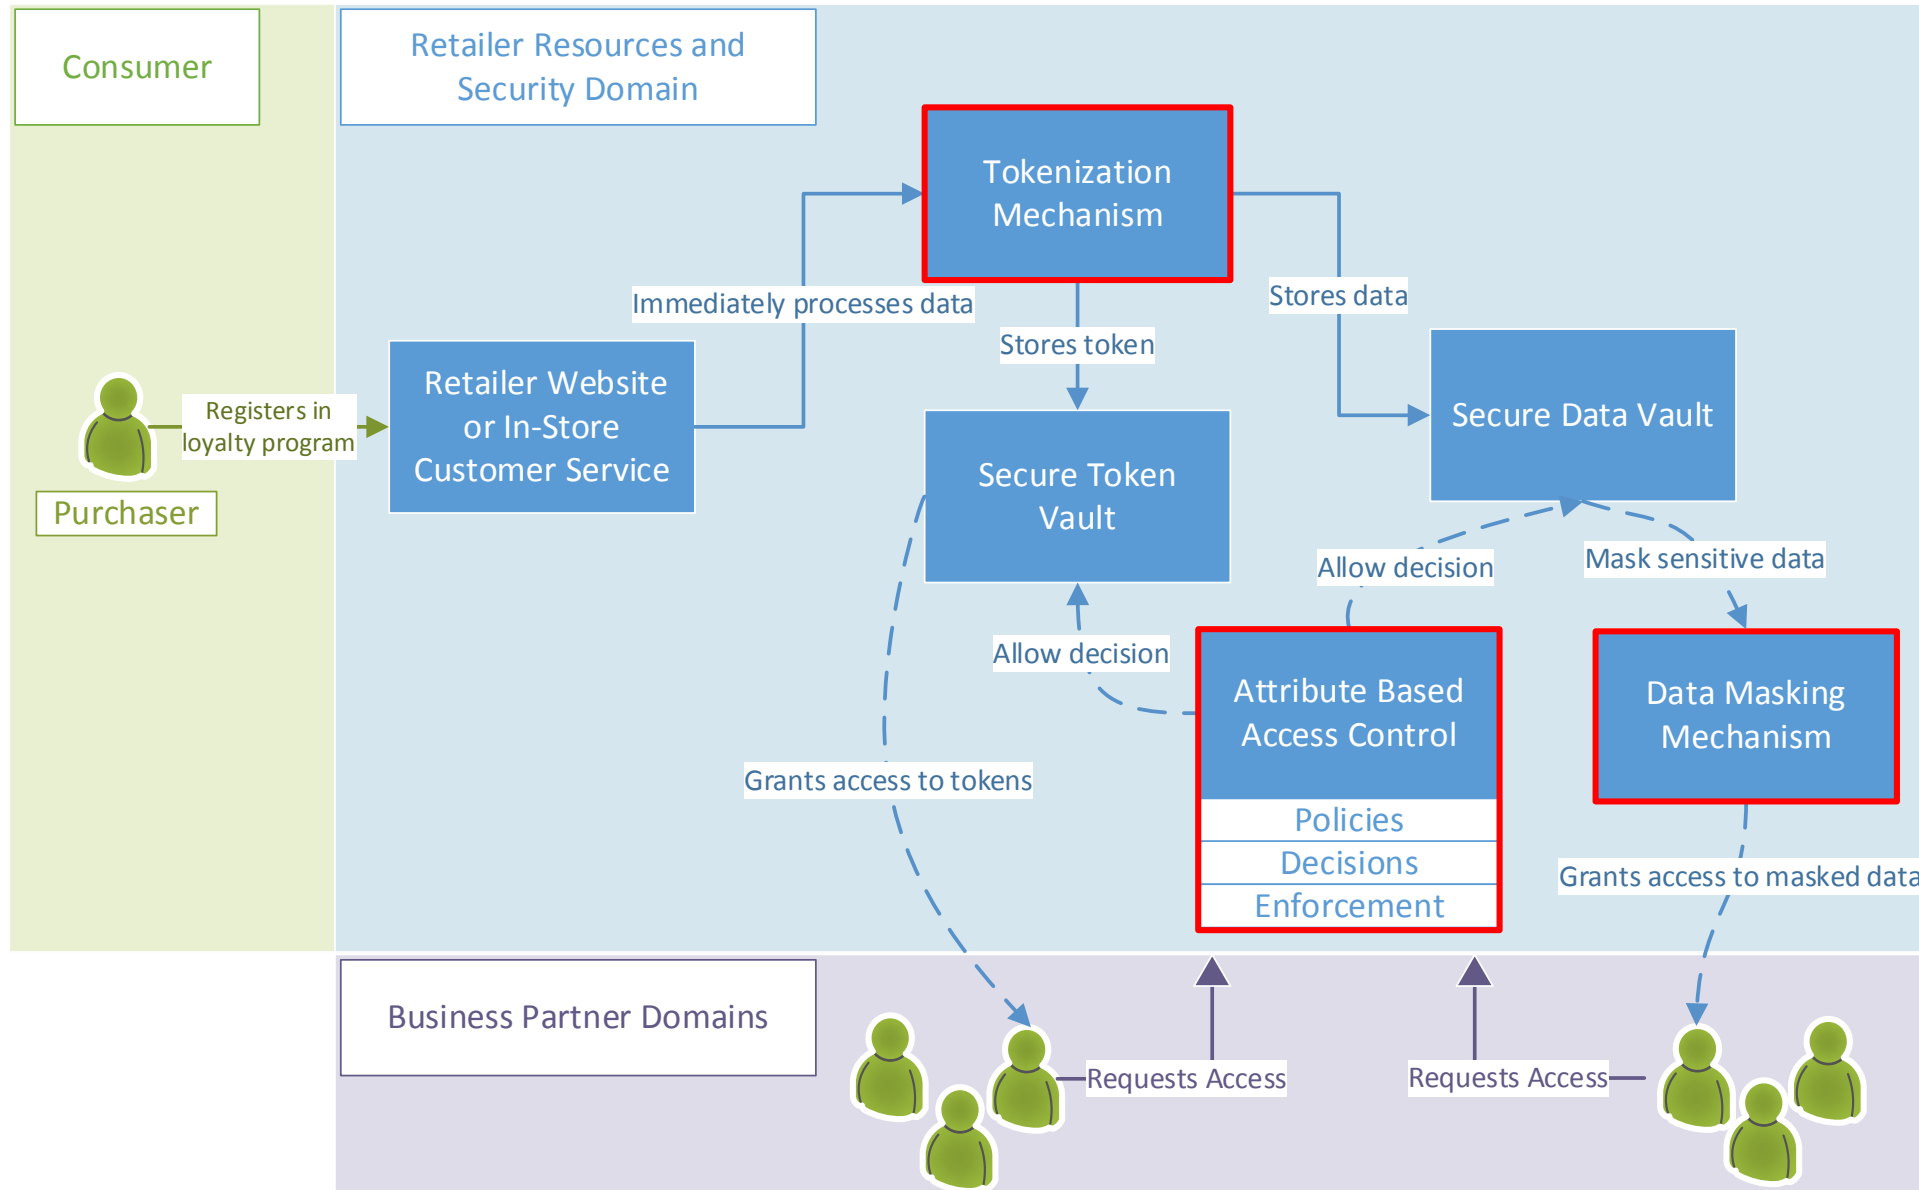 Consumer
Retailer Resources and
Security Domain
Tokenization
Mechanism
Immediately processes data
Stores data
Stores token
Retailer Website
or In-Store
Customer Service
Registers in
loyalty program
Purchaser
Secure Data Vault
Secure Token
Vault
Allow decision
Mask sensitive data
Allow decision
Attribute Based
Access Control
Policies
Decisions
Enforcement
Data Masking
Mechanism
Grants access to tokens
Grants access to masked data
Business Partner Domains
Requests Access
Requests Access